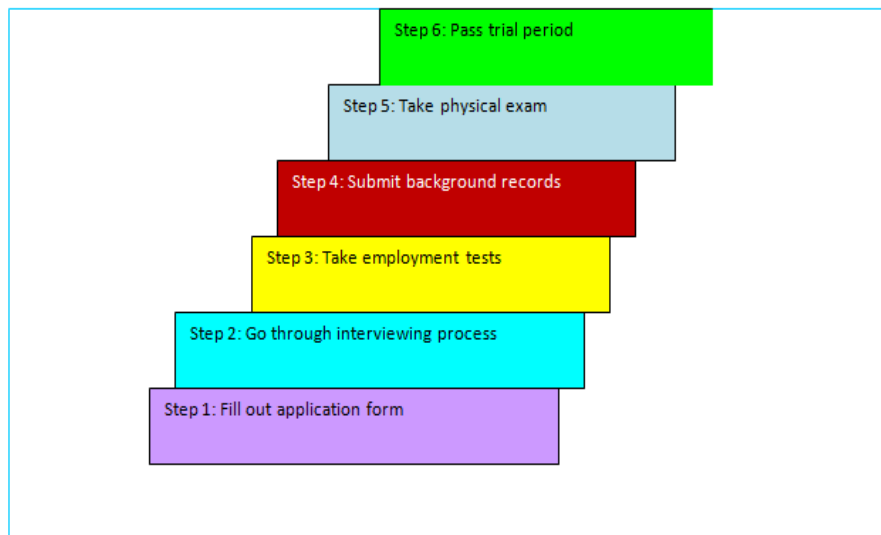 Step 6: Pass trial period
Step 5: Take physical exam
Step 4: Submit background records
Step 3: Take employment tests
Step 2: Go through interviewing process
Step 1: Fill out application form